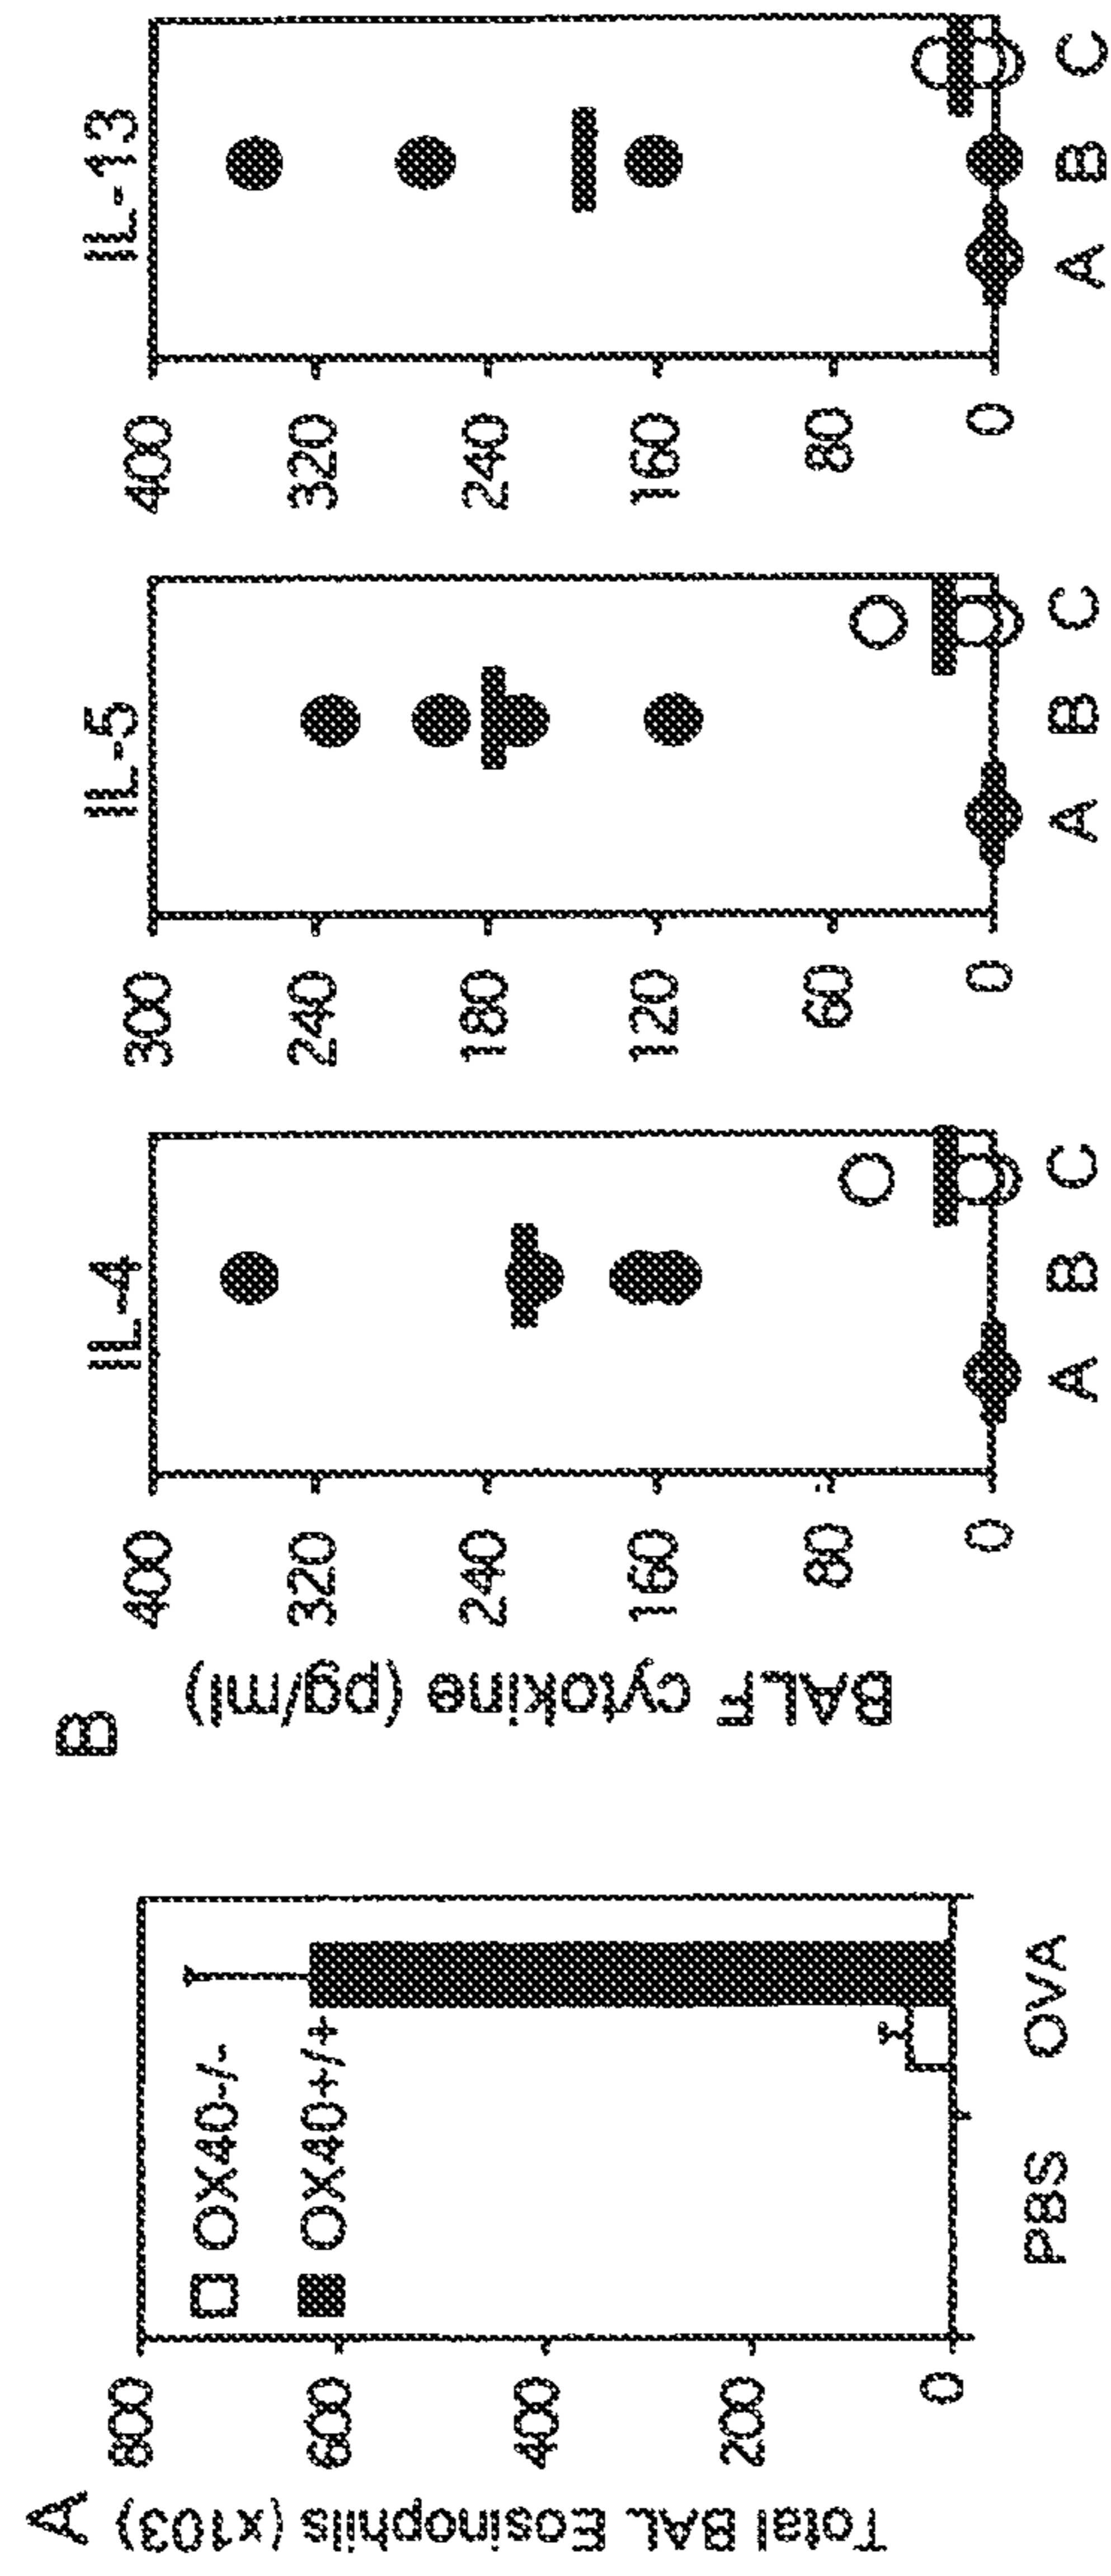 A
Total BAL Eosinophils (x103)
800
600
400
200
0
OX40-/-
OX40+/+
PBS OVA
B
BALF cytokine (pg/ml)
IL-4
400
320
240
160
80
0
A B C
IL-5
300
240
180
120
60
0
A B C
IL-13
400
320
240
160
80
0
A B C